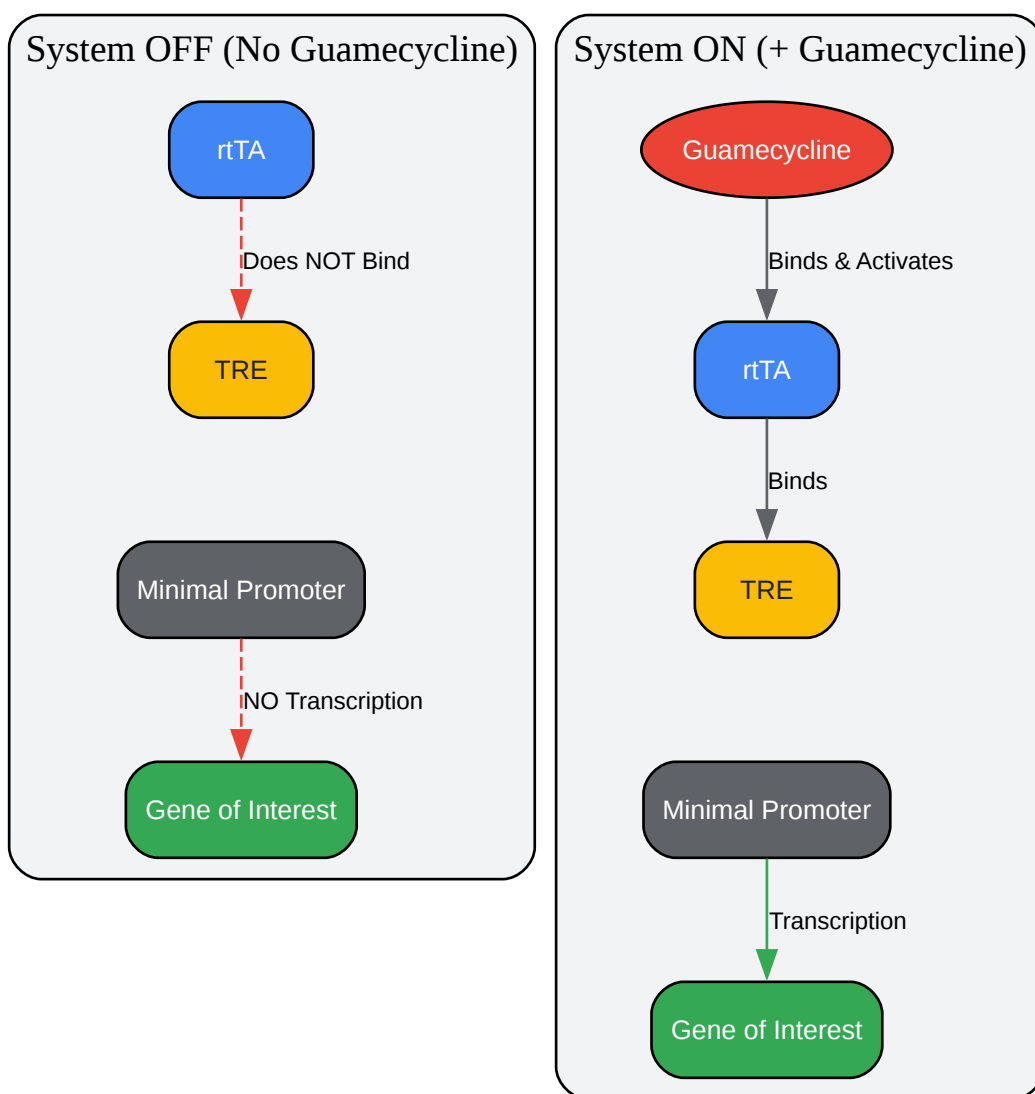 System OFF (No Guamecycline)
rtTA
Does NOT Bind
TRE
Minimal Promoter
NO Transcription
Gene of Interest
System ON (+ Guamecycline)
Guamecycline
Binds & Activates
rtTA
Binds
TRE
Minimal Promoter
Transcription
Gene of Interest